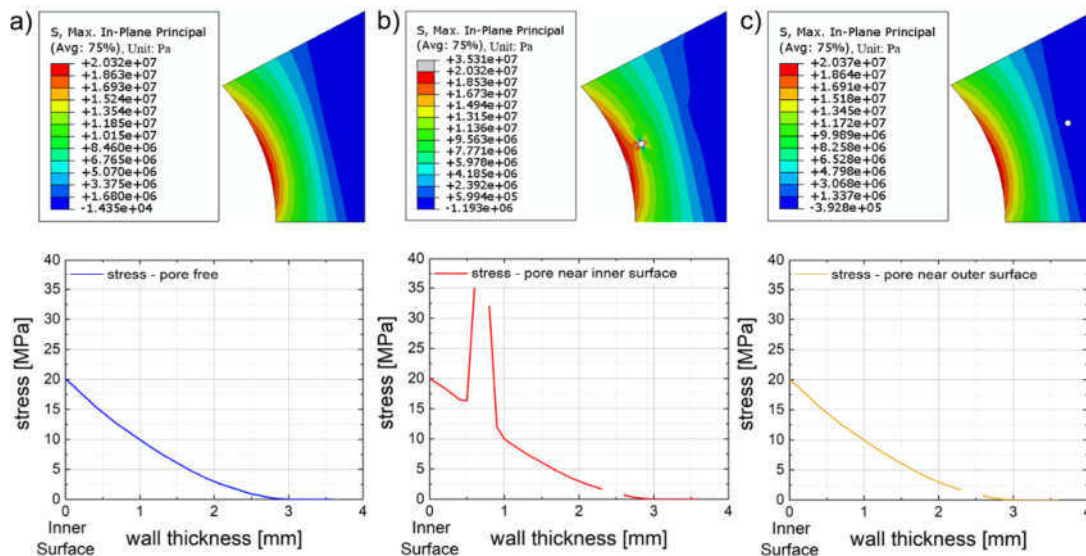 a)
S, Max. In-Plane Principal
(Avg: 75%), Unit: Pa
+2.032e+07
+1.863e+07
+1.693e+07
+1.524e+07
+1.354e+07
+1.185e+07
+1.015e+07
+8.460e+06
+6.765e+06
+5.070e+06
+3.375e+06
+1.680e+06
-1.435e+04
b)
S, Max. In-Plane Principal
(Avg: 75%), Unit: Pa
+3.531e+07
+2.032e+07
+1.853e+07
+1.673e+07
+1.494e+07
+1.315e+07
+1.136e+07
+9.563e+06
+7.771e+06
+5.978e+06
+4.185e+06
+2.392e+06
+5.994e+05
-1.193e+06
c)
S, Max. In-Plane Principal
(Avg: 75%), Unit: Pa
+2.037e+07
+1.864e+07
+1.691e+07
+1.518e+07
+1.345e+07
+1.172e+07
+9.989e+06
+8.258e+06
+6.528e+06
+4.798e+06
+3.068e+06
+1.337e+06
-3.928e+05
stress - pore free
stress [MPa]
40
35
30
25
20
15
10
5
0
0 1 2 3 4
Inner
Surface
wall thickness [mm]
stress - pore near inner surface
stress [MPa]
40
35
30
25
20
15
10
5
0
0 1 2 3 4
Inner
Surface
wall thickness [mm]
stress - pore near outer surface
stress [MPa]
40
35
30
25
20
15
10
5
0
0 1 2 3 4
Inner
Surface
wall thickness [mm]